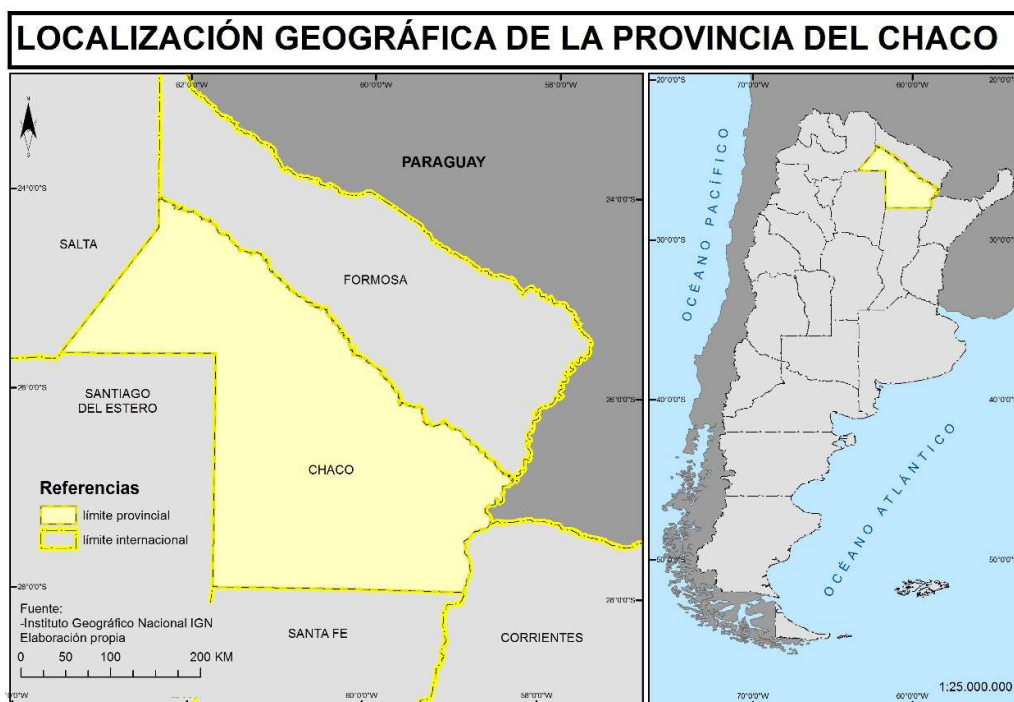 LOCALIZACIÓN GEOGRÁFICA DE LA PROVINCIA DEL CHACO
62°0'0"W
60°0'0"W
58°0'0"W
N
PARAGUAY
24°0'0"S
24°0'0"S
SALTA
FORMOSA
26°0'0"S
26°0'0"S
SANTIAGO
DEL ESTERO
CHACO
Referencias
límite provincial
límite internacional
28°0'0"S
28°0'0"S
Fuente:
-Instituto Geográfico Nacional IGN
Elaboración propia
SANTA FE
CORRIENTES
0 50 100 200 KM
60°0'0"W
58°0'0"W
20°0'0"S
70°0'0"W
60°0'0"W
20°0'0"S
OCÉANO PACÍFICO
30°0'0"S
30°0'0"S
40°0'0"S
40°0'0"S
OCÉANO ATLÁNTICO
50°0'0"S
50°0'0"S
1:25.000.000
70°0'0"W
60°0'0"W